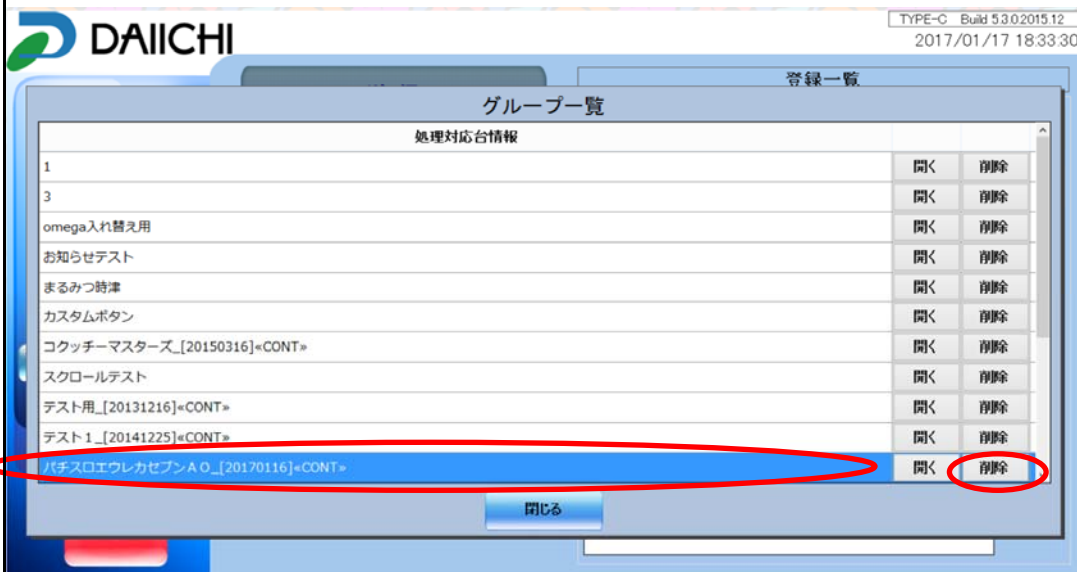 DAIICHI
TYPE-C Build 5.3.0.2015.12
2017/01/17 18:33:30
登録一覧
グループ一覧
処理対応台情報
1 開く 削除
3 開く 削除
omega入れ替え用 開く 削除
お知らせテスト 開く 削除
まるみつ時津 開く 削除
カスタムボタン 開く 削除
コクッチーマスターズ_[20150316]«CONT» 開く 削除
スクロールテスト 開く 削除
テスト用_[20131216]«CONT» 開く 削除
テスト１_[20141225]«CONT» 開く 削除
パチスロエウレカセブンＡＯ_[20170116]«CONT» 開く 削除
閉じる